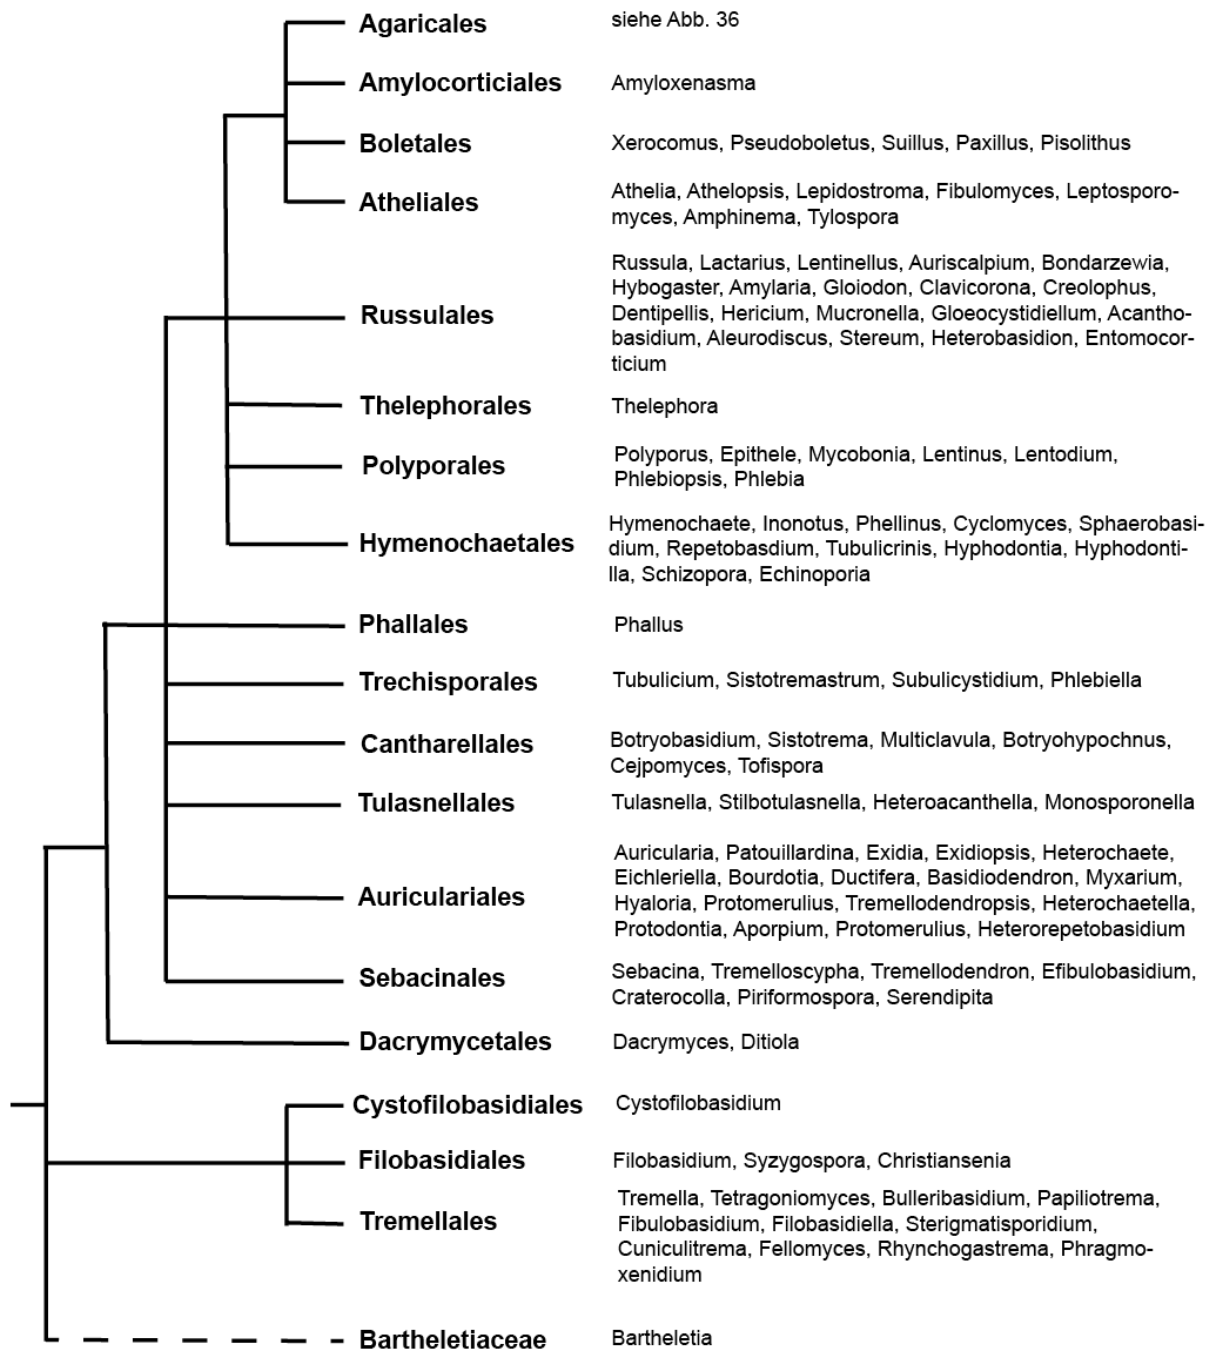 Agaricales siehe Abb. 36
Amylocorticiales Amyloxenasma
Boletales Xerocomus, Pseudoboletus, Suillus, Paxillus, Pisolithus
Atheliales Athelia, Athelopsis, Lepidostroma, Fibulomyces, Leptosporo-
myces, Amphinema, Tylospora
Russulales Russula, Lactarius, Lentinellus, Auriscalpium, Bondarzewia,
Hybogaster, Amylaria, Gloiodon, Clavicorona, Creolophus,
Dentipellis, Hericium, Mucronella, Gloeocystidiellum, Acantho-
basidium, Aleurodiscus, Stereum, Heterobasidion, Entomocor-
ticium
Thelephorales Thelephora
Polyporales Polyporus, Epithele, Mycobonia, Lentinus, Lentodium,
Phlebiopsis, Phlebia
Hymenochaetales Hymenochaete, Inonotus, Phellinus, Cyclomyces, Sphaerobasi-
dium, Repetobasdium, Tubulicrinis, Hyphodontia, Hyphodonti-
lla, Schizopora, Echinoporia
Phallales Phallus
Trechisporales Tubulicium, Sistotremastrum, Subulicystidium, Phlebiella
Cantharellales Botryobasidium, Sistotrema, Multiclavula, Botryohypochnus,
Cejpomyces, Tofispora
Tulasnellales Tulasnella, Stilbotulasnella, Heteroacanthella, Monosporonella
Auriculariales Auricularia, Patouillardina, Exidia, Exidiopsis, Heterochaete,
Eichleriella, Bourdotia, Ductifera, Basidiodendron, Myxarium,
Hyaloria, Protomerulius, Tremellodendropsis, Heterochaetella,
Protodontia, Aporpium, Protomerulius, Heterorepetobasidium
Sebacinales Sebacina, Tremelloscypha, Tremellodendron, Efibulobasidium,
Craterocolla, Piriformospora, Serendipita
Dacrymycetales Dacrymyces, Ditiola
Cystofilobasidiales Cystofilobasidium
Filobasidiales Filobasidium, Syzygospora, Christiansenia
Tremellales Tremella, Tetragoniomyces, Bulleribasidium, Papiliotrema,
Fibulobasidium, Filobasidiella, Sterigmatisporidium,
Cuniculitrema, Fellomyces, Rhynchogastrema, Phragmo-
xenidium
Bartheletiaceae Bartheletia